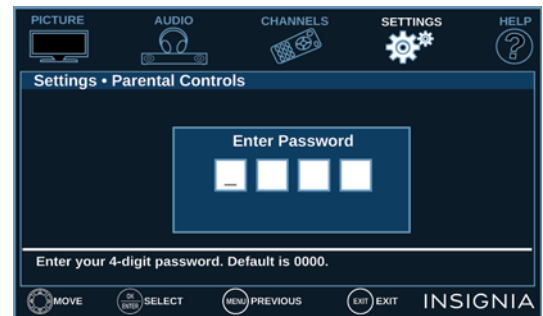 PICTURE AUDIO CHANNELS SETTINGS HELP
?
Settings • Parental Controls
Enter Password
_
Enter your 4-digit password. Default is 0000.
MOVE OK ENTER SELECT MENU PREVIOUS EXIT EXIT INSIGNIA